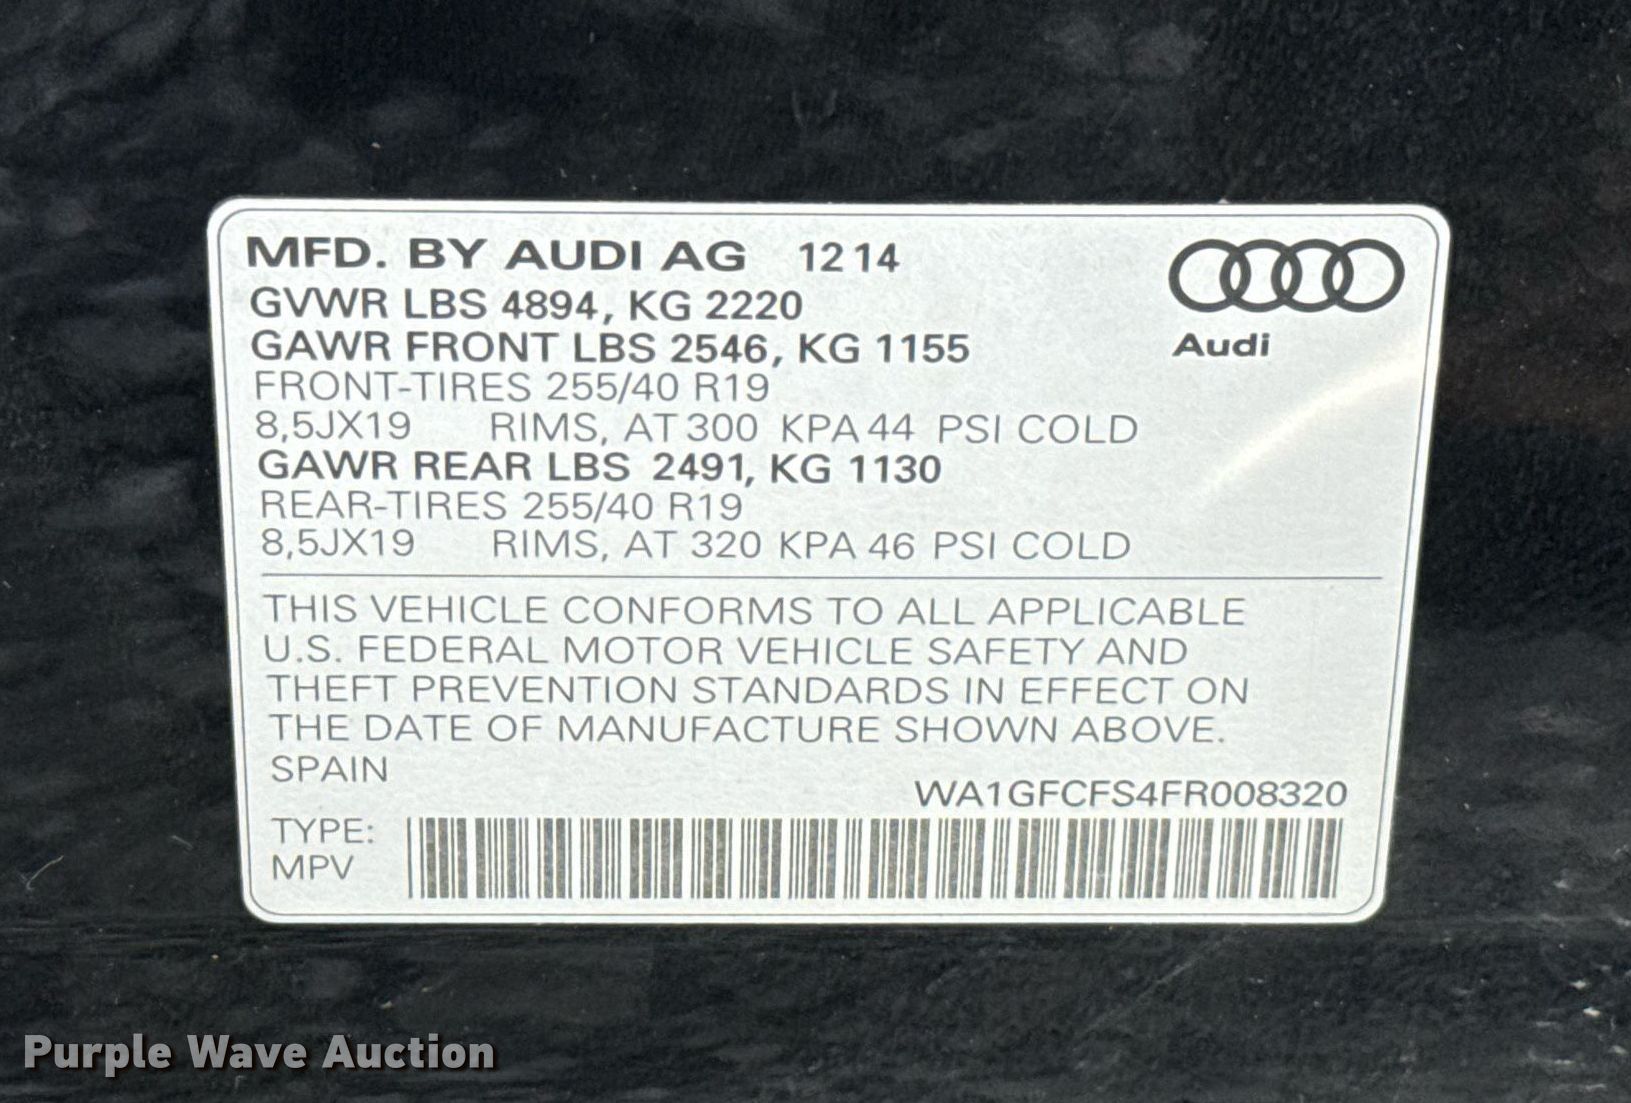 MFD. BY AUDI AG 12 14
GVWR LBS 4894, KG 2220
GAWR FRONT LBS 2546, KG 1155
FRONT-TIRES 255/40 R19
8,5JX19 RIMS, AT 300 KPA 44 PSI COLD
GAWR REAR LBS 2491, KG 1130
REAR-TIRES 255/40 R19
8,5JX19 RIMS, AT 320 KPA 46 PSI COLD
Audi
THIS VEHICLE CONFORMS TO ALL APPLICABLE
U.S. FEDERAL MOTOR VEHICLE SAFETY AND
THEFT PREVENTION STANDARDS IN EFFECT ON
THE DATE OF MANUFACTURE SHOWN ABOVE.
SPAIN
WA1GFCFS4FR008320
TYPE:
MPV
Purple Wave Auction